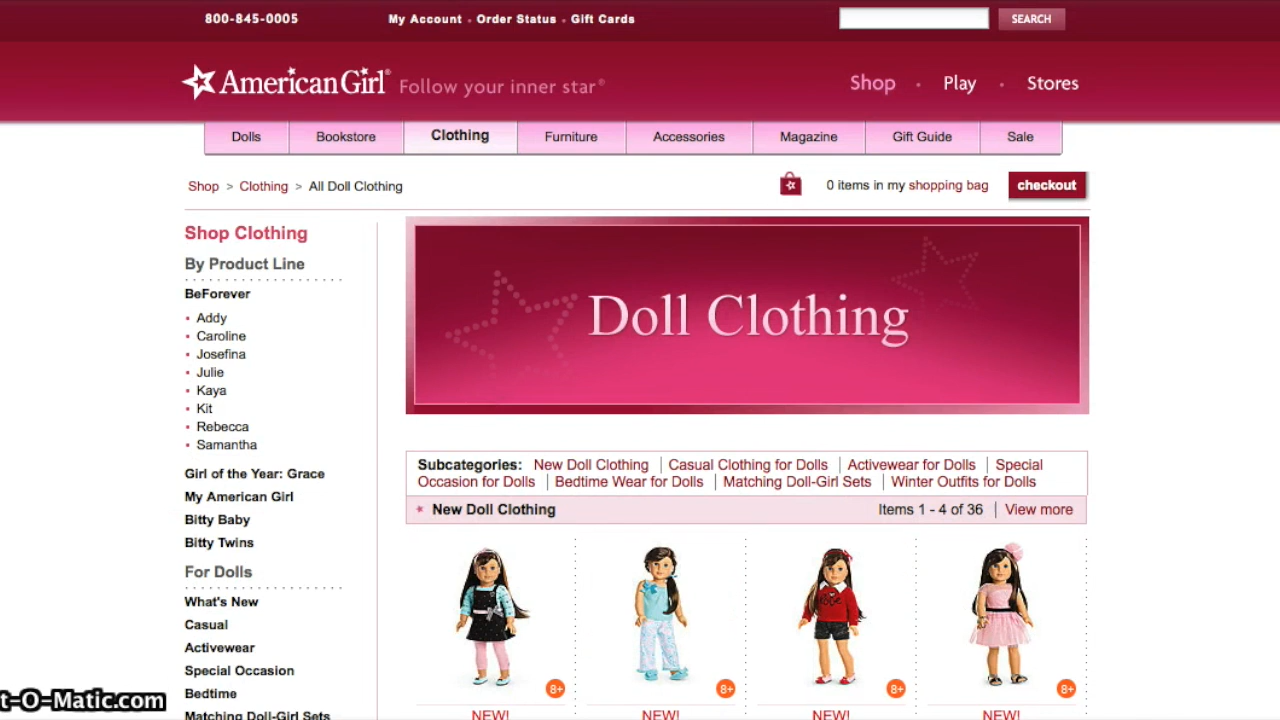 800-845-0005 My Account • Order Status • Gift Cards SEARCH
AmericanGirl® Follow your inner star®
Shop • Play • Stores
Dolls Bookstore Clothing Furniture Accessories Magazine Gift Guide Sale
Shop > Clothing > All Doll Clothing
0 items in my shopping bag checkout
Shop Clothing
By Product Line
BeForever
Addy
Caroline
Josefina
Julie
Kaya
Kit
Rebecca
Samantha
Girl of the Year: Grace
My American Girl
Bitty Baby
Bitty Twins
For Dolls
What's New
Casual
Activewear
Special Occasion
Bedtime
Matching Doll-Girl Sets
Doll Clothing
Subcategories: New Doll Clothing | Casual Clothing for Dolls | Activewear for Dolls | Special
Occasion for Dolls | Bedtime Wear for Dolls | Matching Doll-Girl Sets | Winter Outfits for Dolls
New Doll Clothing Items 1 - 4 of 36 | View more
8+ 8+ 8+ 8+
NEW! NEW! NEW! NEW!
t-O-Matic.com